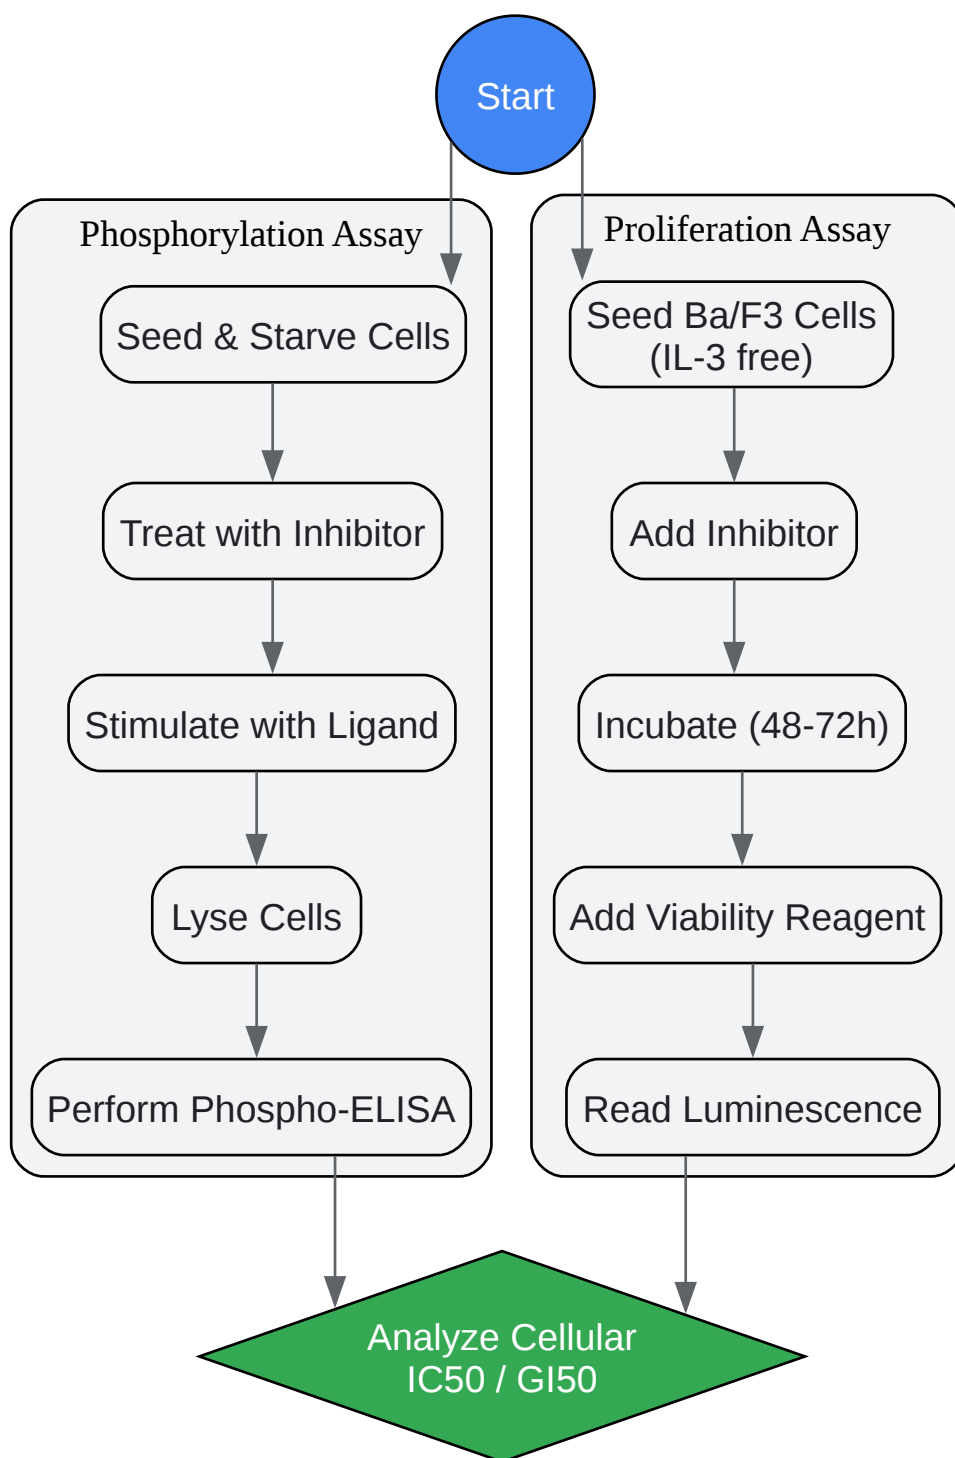 Start
Phosphorylation Assay
Seed & Starve Cells
Treat with Inhibitor
Stimulate with Ligand
Lyse Cells
Perform Phospho-ELISA
Proliferation Assay
Seed Ba/F3 Cells
(IL-3 free)
Add Inhibitor
Incubate (48-72h)
Add Viability Reagent
Read Luminescence
Analyze Cellular
IC50 / GI50